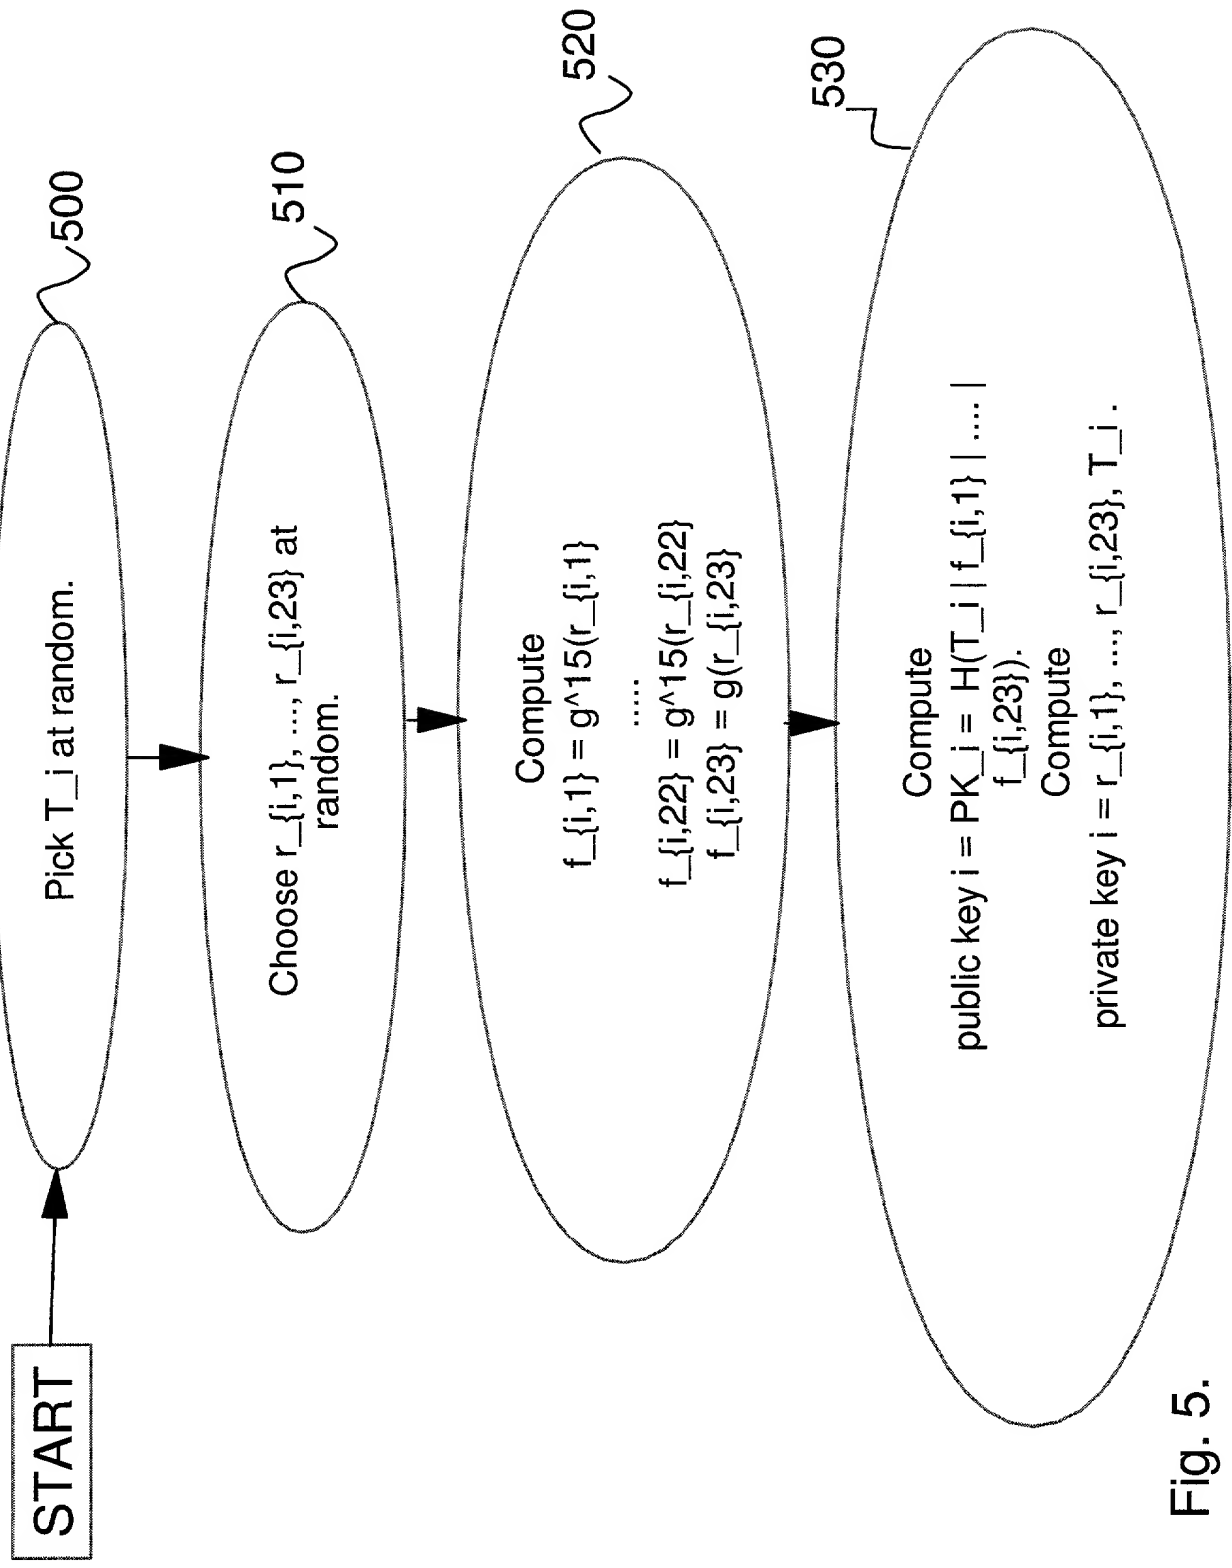 START
Pick T_i at random.
500
Choose r_{i,1}, ..., r_{i,23} at
random.
510
Compute
f_{i,1} = g^15(r_{i,1}
.....
f_{i,22} = g^15(r_{i,22}
f_{i,23} = g(r_{i,23}
520
Compute
public key i = PK_i = H(T_i | f_{i,1} | .... |
f_{i,23}).
Compute
private key i = r_{i,1}, ..., r_{i,23}, T_i .
530
Fig. 5.